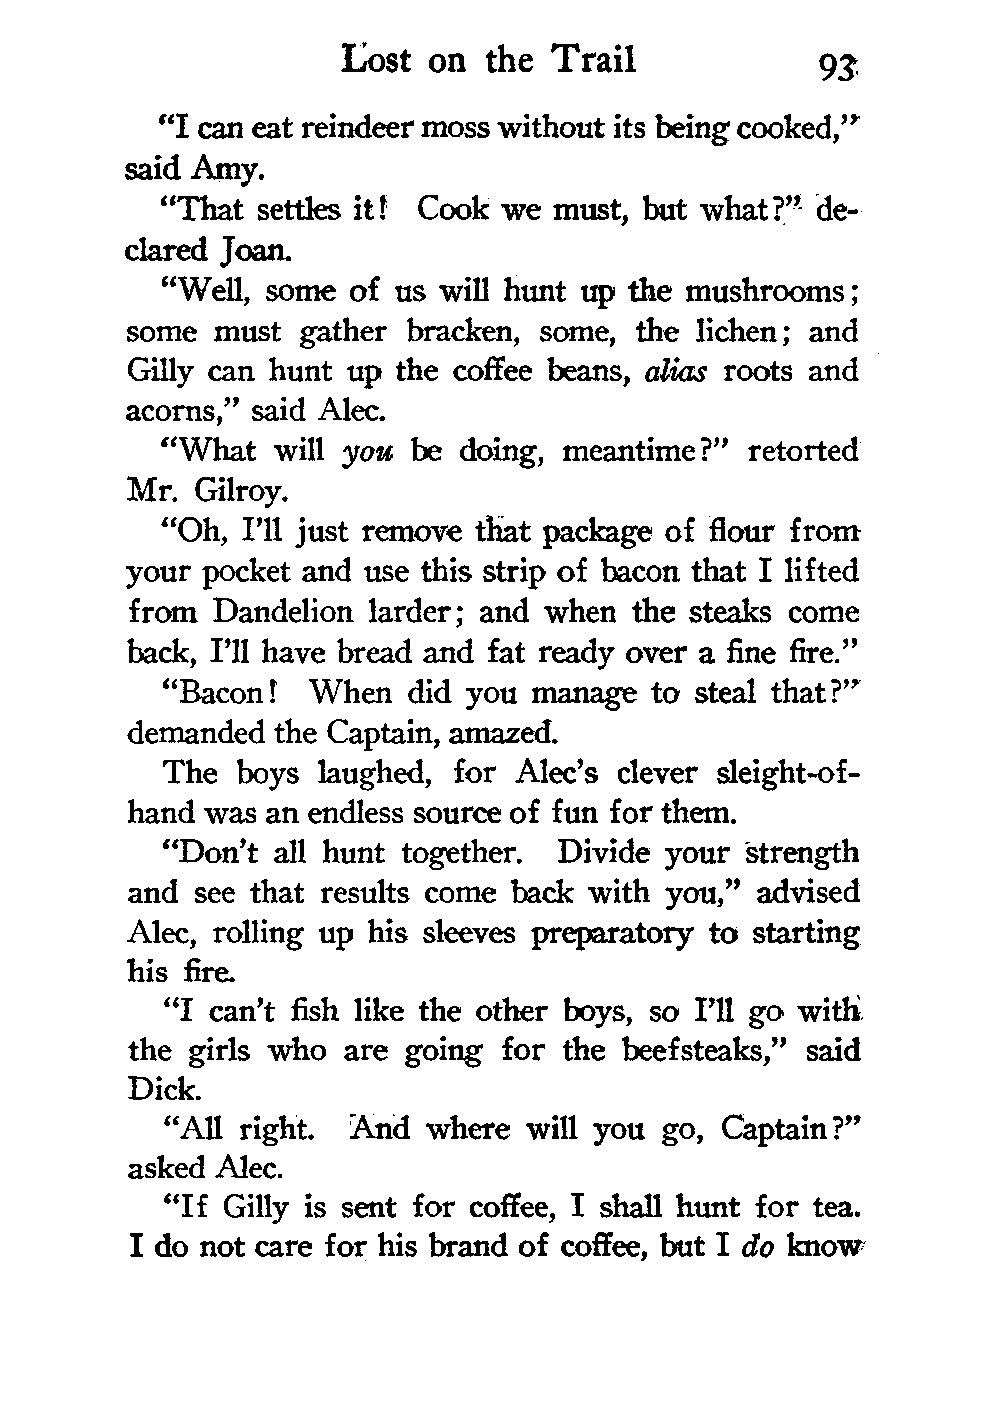 Lost on the Trail 93
“I can eat reindeer moss without its being cooked,”
said Amy.
“That settles it! Cook we must, but what?” de-
clared Joan.
“Well, some of us will hunt up the mushrooms;
some must gather bracken, some, the lichen; and
Gilly can hunt up the coffee beans, alias roots and
acorns,” said Alec.
“What will you be doing, meantime?” retorted
Mr. Gilroy.
“Oh, I’ll just remove that package of flour from
your pocket and use this strip of bacon that I lifted
from Dandelion larder; and when the steaks come
back, I’ll have bread and fat ready over a fine fire.”
“Bacon! When did you manage to steal that?”
demanded the Captain, amazed.
The boys laughed, for Alec’s clever sleight-of-
hand was an endless source of fun for them.
“Don’t all hunt together. Divide your strength
and see that results come back with you,” advised
Alec, rolling up his sleeves preparatory to starting
his fire.
“I can’t fish like the other boys, so I’ll go with
the girls who are going for the beefsteaks,” said
Dick.
“All right. And where will you go, Captain?”
asked Alec.
“If Gilly is sent for coffee, I shall hunt for tea.
I do not care for his brand of coffee, but I do know